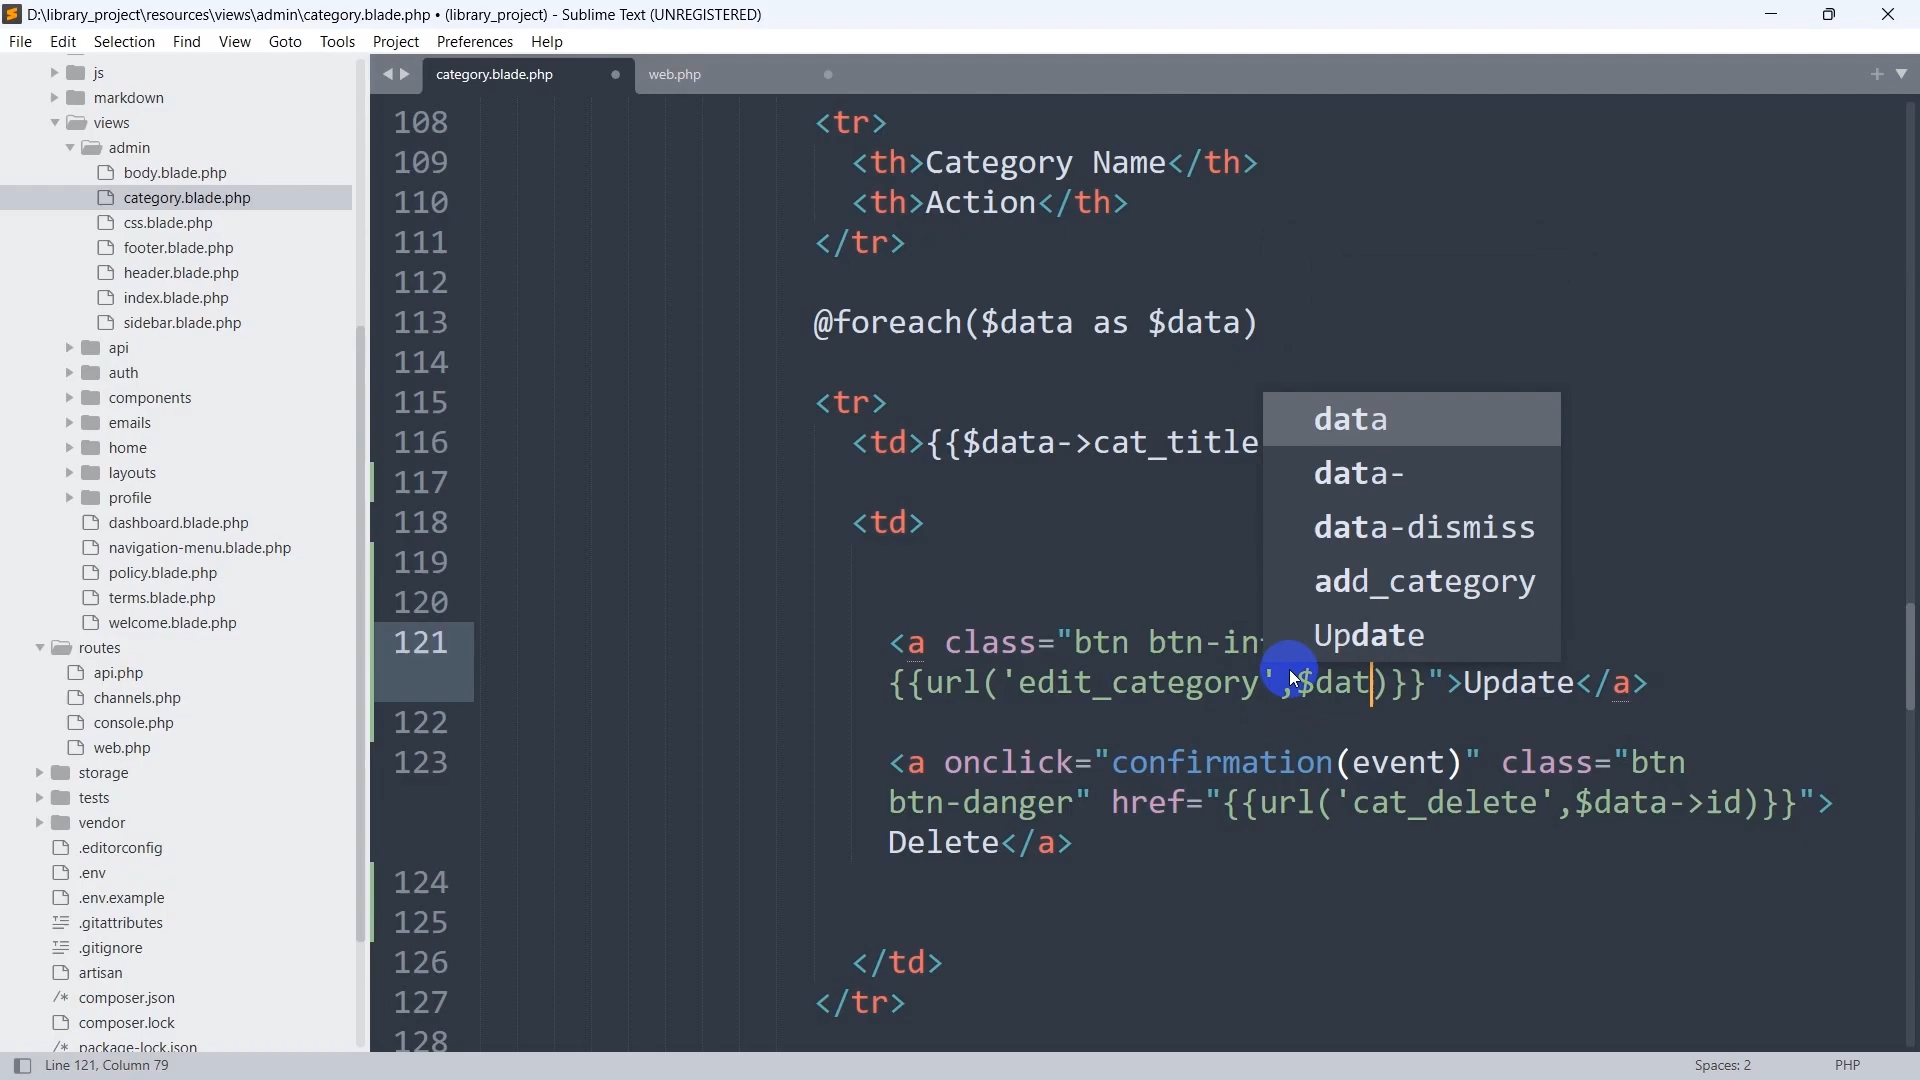 D:\library_project\resources\views\admin\category.blade.php • (library_project) - Sublime Text (UNREGISTERED)
File Edit Selection Find View Goto Tools Project Preferences Help
js
markdown
views
admin
body.blade.php
category.blade.php
css.blade.php
footer.blade.php
header.blade.php
index.blade.php
sidebar.blade.php
api
auth
components
emails
home
layouts
profile
dashboard.blade.php
navigation-menu.blade.php
policy.blade.php
terms.blade.php
welcome.blade.php
routes
api.php
channels.php
console.php
web.php
storage
tests
vendor
.editorconfig
.env
.env.example
.gitattributes
.gitignore
artisan
/* composer.json
composer.lock
/* package-lock.json
category.blade.php web.php
108 <tr>
109 <th>Category Name</th>
110 <th>Action</th>
111 </tr>
112
113 @foreach($data as $data)
114
115 <tr>
116 <td>{{$data->cat_title
117
118 <td>
119
120
121 <a class="btn btn-in
{{url('edit_category',$dat)}}">Update</a>
122
123 <a onclick="confirmation(event)" class="btn
btn-danger" href="{{url('cat_delete',$data->id)}}">
Delete</a>
124
125
126 </td>
127 </tr>
128
data
data-
data-dismiss
add_category
Update
Line 121, Column 79
Spaces: 2
PHP